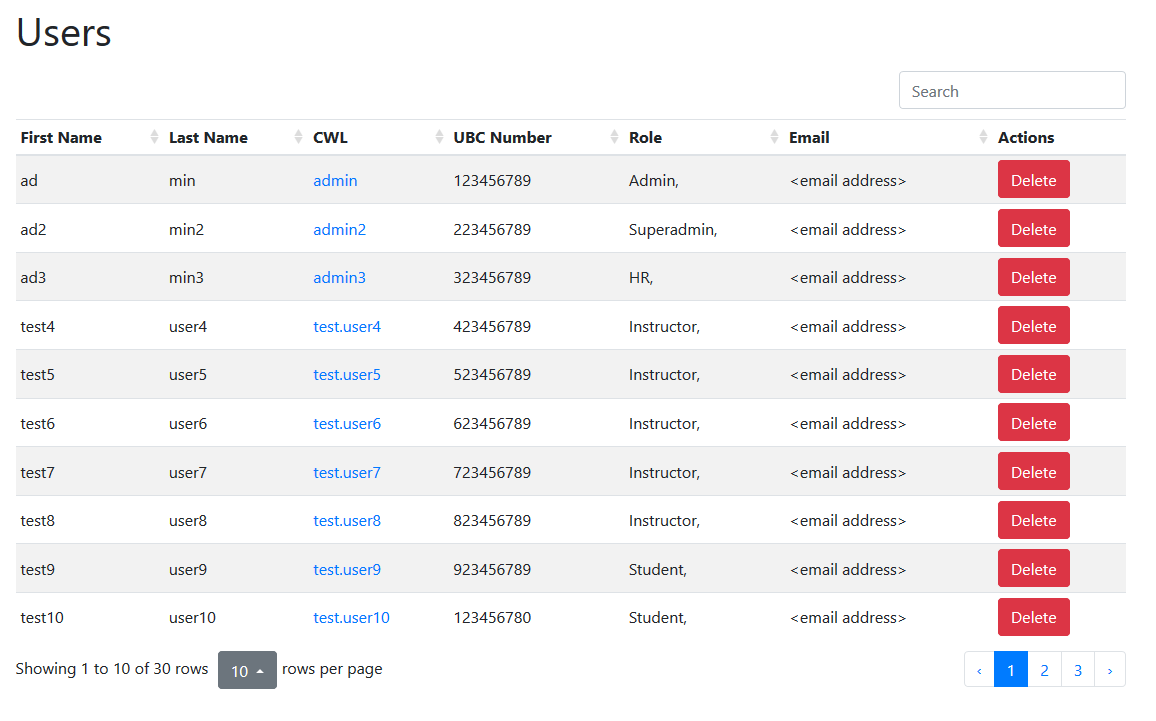 Users
Search
First Name Last Name CWL UBC Number Role Email Actions
ad min admin 123456789 Admin, <email address> Delete
ad2 min2 admin2 223456789 Superadmin, <email address> Delete
ad3 min3 admin3 323456789 HR, <email address> Delete
test4 user4 test.user4 423456789 Instructor, <email address> Delete
test5 user5 test.user5 523456789 Instructor, <email address> Delete
test6 user6 test.user6 623456789 Instructor, <email address> Delete
test7 user7 test.user7 723456789 Instructor, <email address> Delete
test8 user8 test.user8 823456789 Instructor, <email address> Delete
test9 user9 test.user9 923456789 Student, <email address> Delete
test10 user10 test.user10 123456780 Student, <email address> Delete
Showing 1 to 10 of 30 rows 10 rows per page ‹ 1 2 3 ›